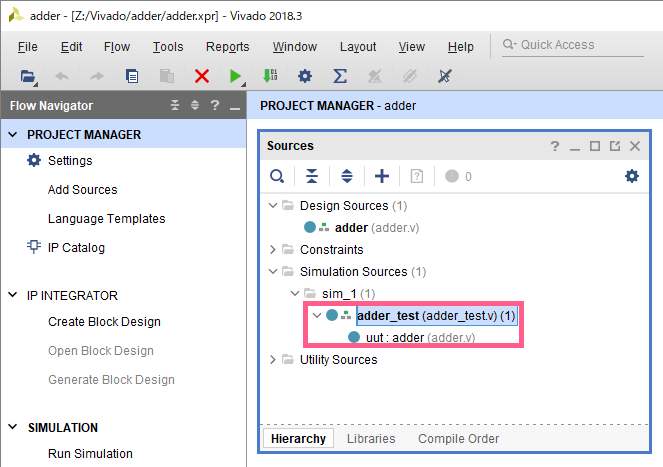 adder - [Z:/Vivado/adder/adder.xpr] - Vivado 2018.3
File Edit Flow Tools Reports Window Layout View Help Quick Access
Flow Navigator
PROJECT MANAGER
Settings
Add Sources
Language Templates
IP Catalog
IP INTEGRATOR
Create Block Design
Open Block Design
Generate Block Design
SIMULATION
Run Simulation
PROJECT MANAGER - adder
Sources
0
Design Sources (1)
adder (adder.v)
Constraints
Simulation Sources (1)
sim_1 (1)
adder_test (adder_test.v) (1)
uut : adder (adder.v)
Utility Sources
Hierarchy Libraries Compile Order